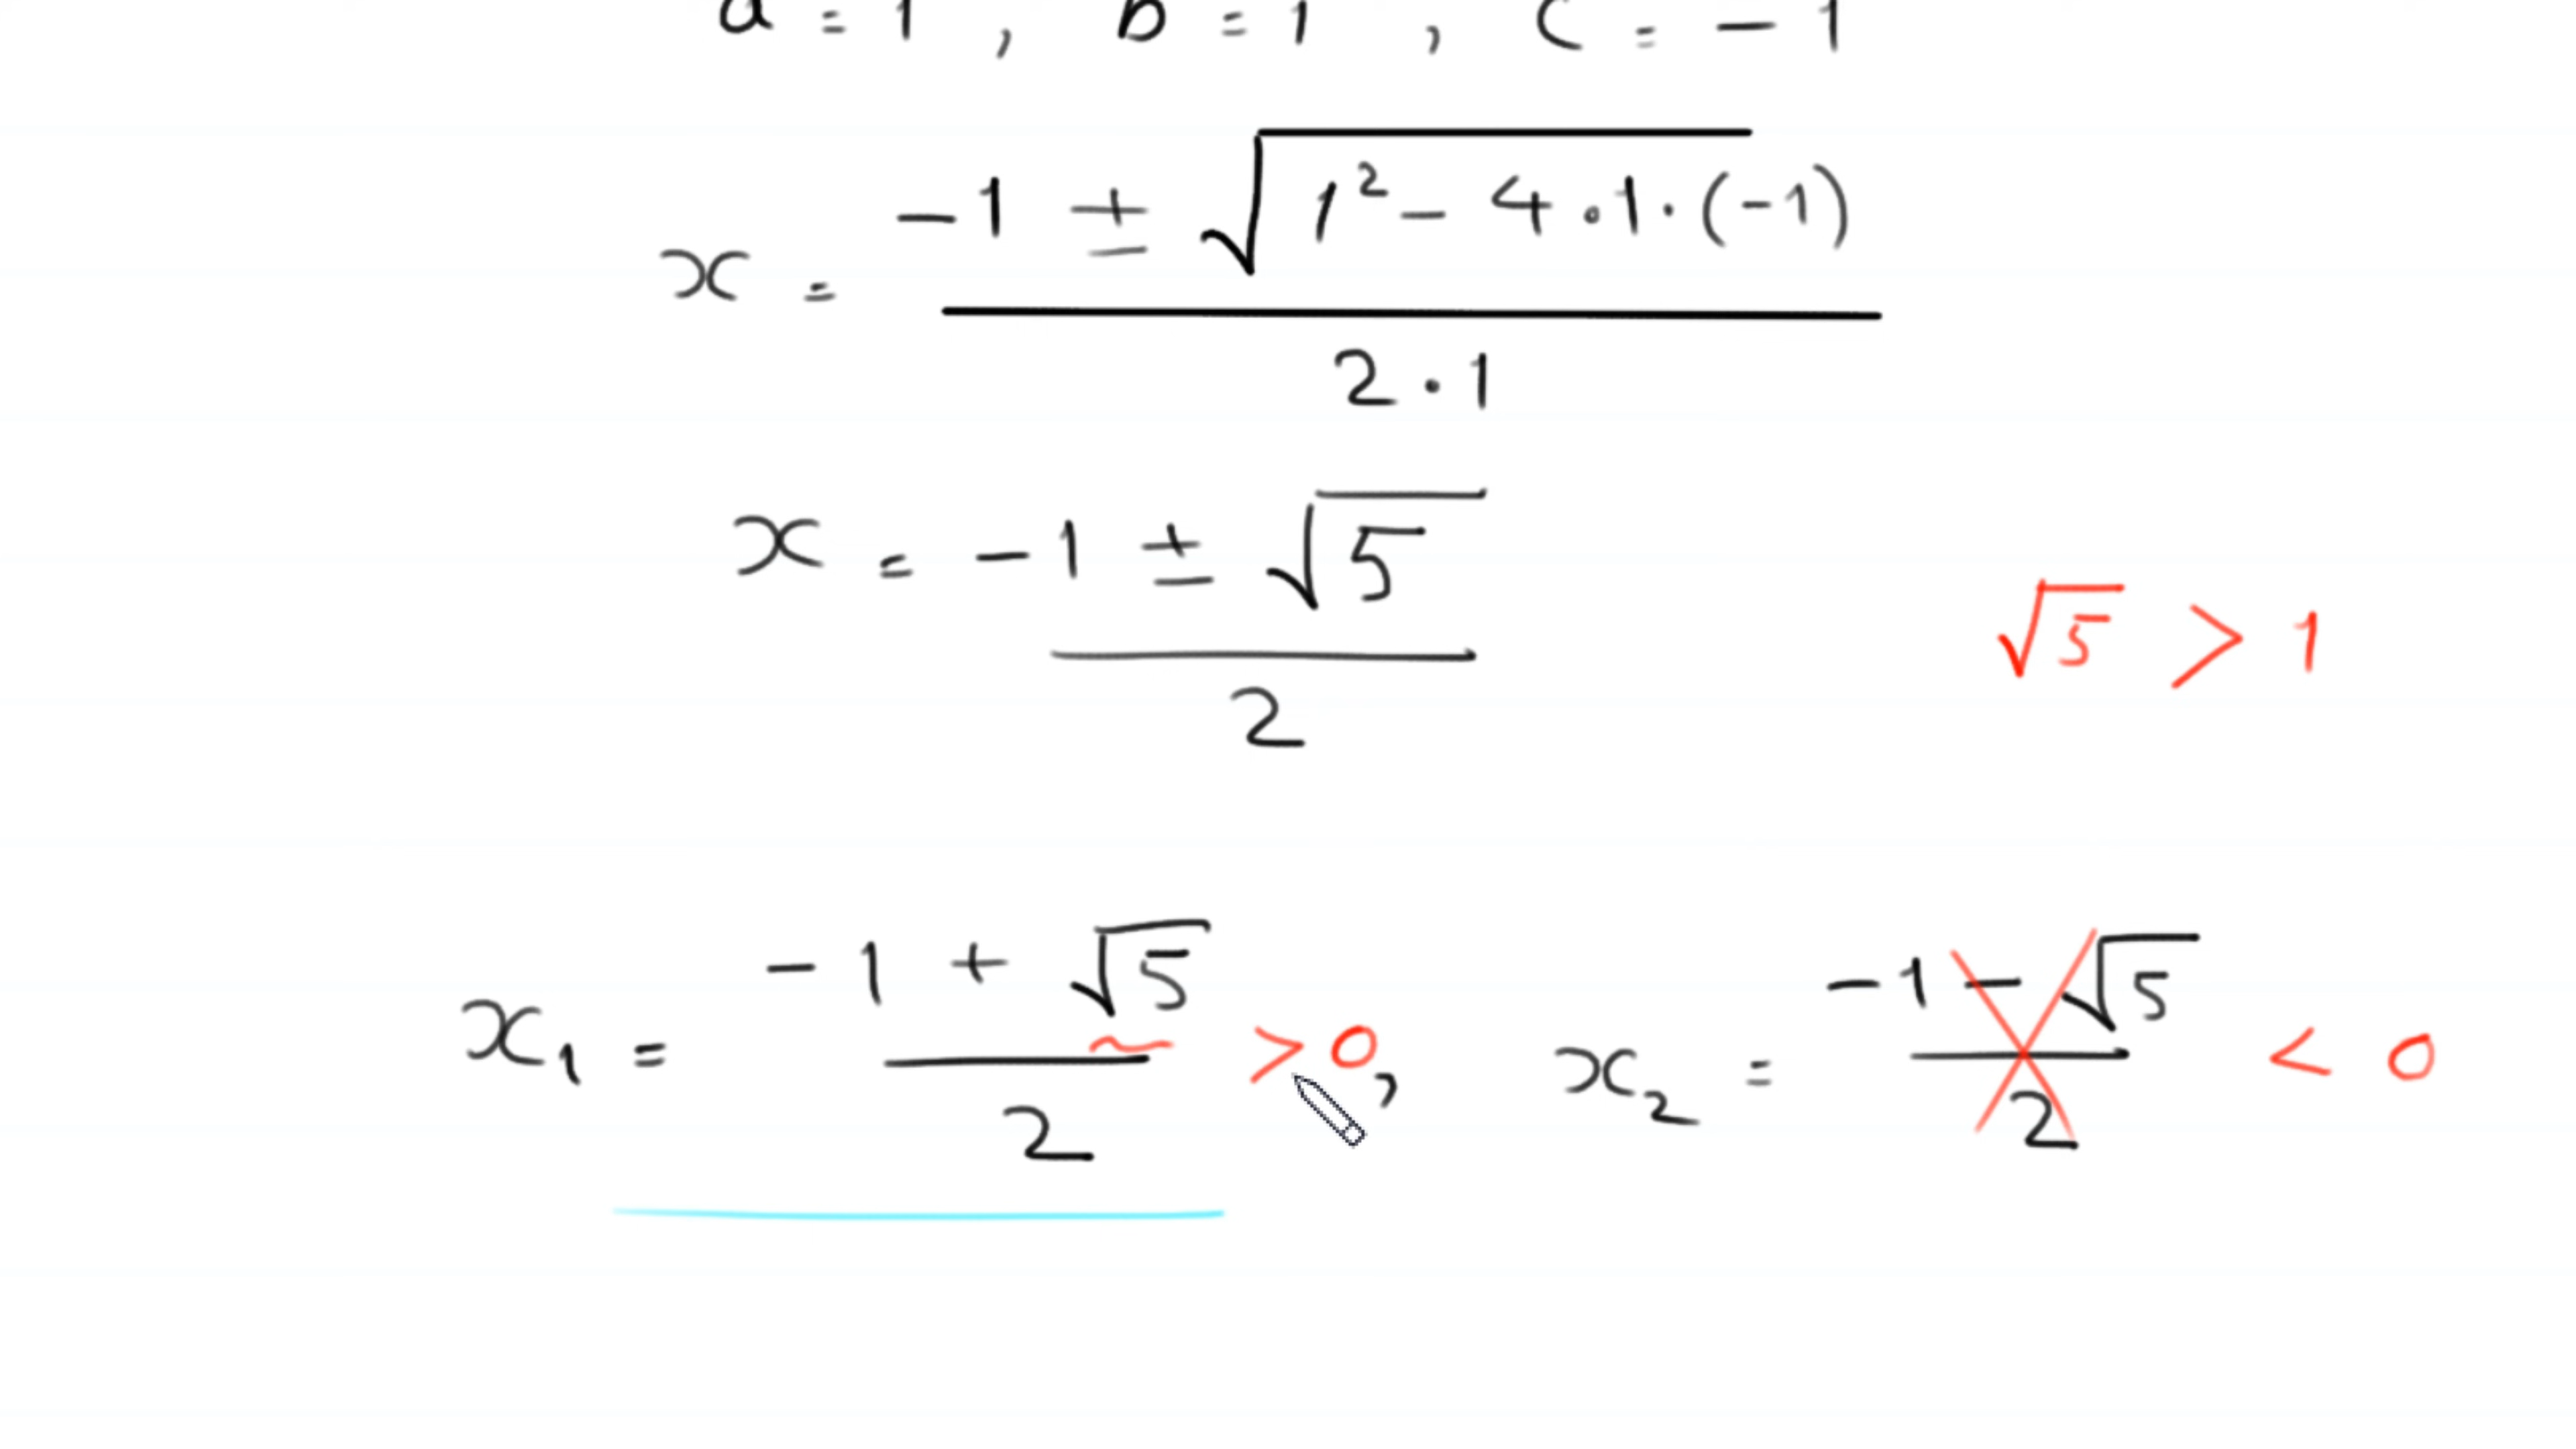 a = 1 , b = 1 , c = - 1
x = (-1 ± √(1² - 4 · 1 · (-1))) / (2 · 1)
x = (-1 ± √5) / 2
√5 > 1
x₁ = (-1 + √5) / 2 > 0 , x₂ = (-1 - √5) / 2 < 0